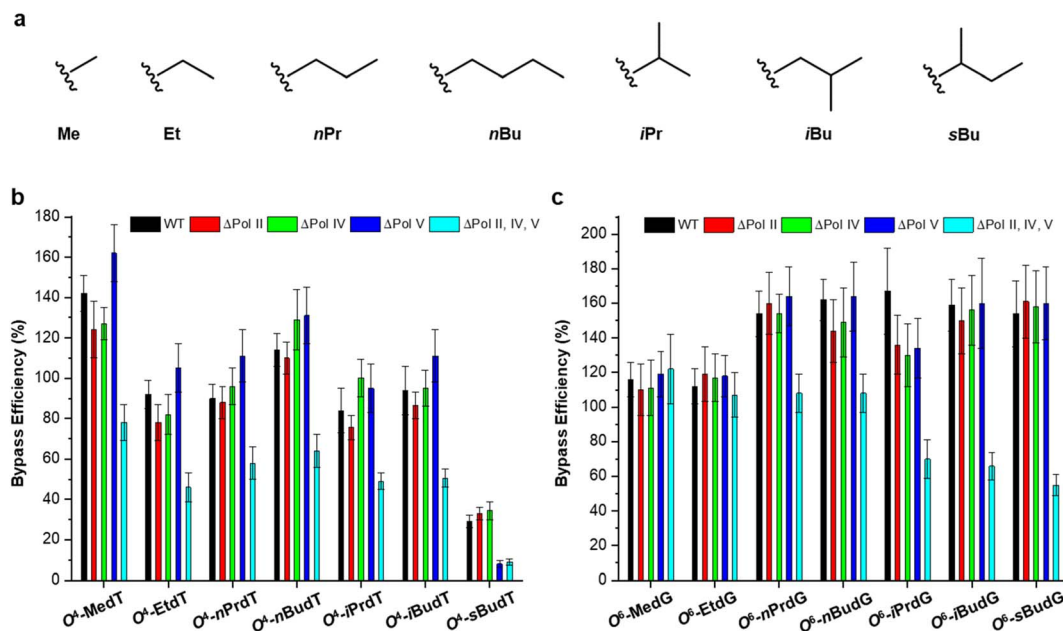 a
Me Et nPr nBu iPr iBu sBu
b
WT ΔPol II ΔPol IV ΔPol V ΔPol II, IV, V
Bypass Efficiency (%)
180
160
140
120
100
80
60
40
20
0
O⁴-MedT O⁴-EtdT O⁴-nPrdT O⁴-nBudT O⁴-iPrdT O⁴-iBudT O⁴-sBudT
c
WT ΔPol II ΔPol IV ΔPol V ΔPol II, IV, V
Bypass Efficiency (%)
200
180
160
140
120
100
80
60
40
20
0
O⁶-MedG O⁶-EtdG O⁶-nPrdG O⁶-nBudG O⁶-iPrdG O⁶-iBudG O⁶-sBudG